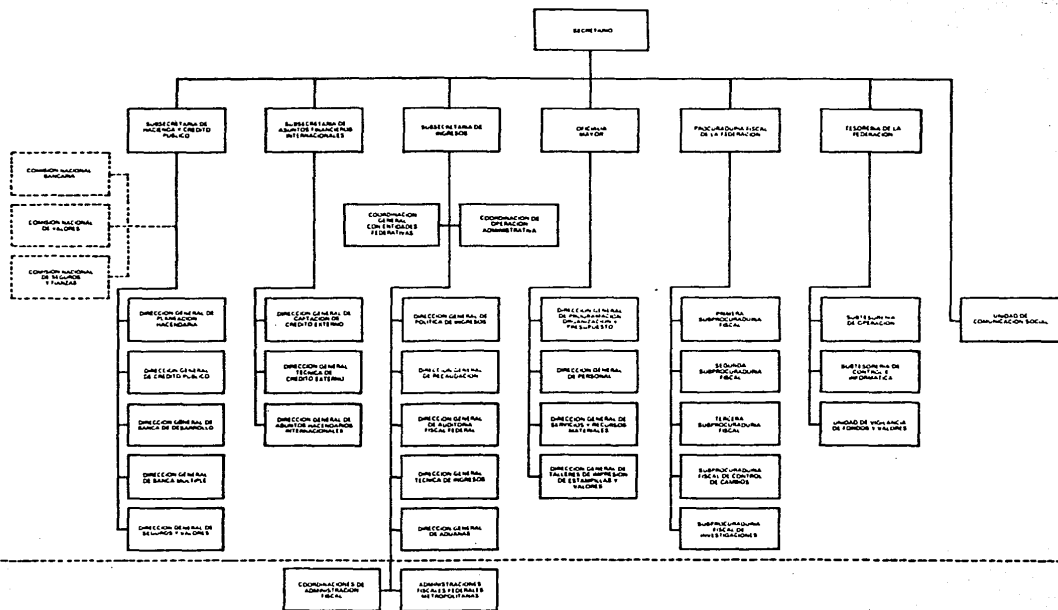 SECRETARIO
SUBSECRETARIA DE
HACIENDA Y CREDITO
PUBLICO
SUBSECRETARIA DE
ASUNTOS FINANCIEROS
INTERNACIONALES
SUBSECRETARIA DE
INGRESOS
OFICIALIA
MAYOR
PROCURADURIA FISCAL
DE LA FEDERACION
TESORERIA DE LA
FEDERACION
COMISION NACIONAL
BANCARIA
COMISION NACIONAL
DE VALORES
COMISION NACIONAL
DE SEGUROS
Y FIANZAS
COORDINACION
GENERAL
CON ENTIDADES
FEDERATIVAS
COORDINACION DE
OPERACION
ADMINISTRATIVA
DIRECCION GENERAL DE
PLANEACION
HACENDARIA
DIRECCION GENERAL
DE CREDITO PUBLICO
DIRECCION GENERAL DE
BANCA DE DESARROLLO
DIRECCION GENERAL
DE BANCA MULTIPLE
DIRECCION GENERAL DE
SEGUROS Y VALORES
DIRECCION GENERAL DE
CAPTACION DE
CREDITO EXTERNO
DIRECCION GENERAL
TECNICA DE
CREDITO EXTERNO
DIRECCION GENERAL DE
ASUNTOS HACENDARIOS
INTERNACIONALES
DIRECCION GENERAL DE
POLITICA DE INGRESOS
DIRECCION GENERAL
DE RECAUDACION
DIRECCION GENERAL
DE AUDITORIA
FISCAL FEDERAL
DIRECCION GENERAL
TECNICA DE INGRESOS
DIRECCION GENERAL
DE ADUANAS
DIRECCION GENERAL
DE PROGRAMACION
ORGANIZACION Y
PRESUPUESTO
DIRECCION GENERAL
DE PERSONAL
DIRECCION GENERAL DE
SERVICIOS Y RECURSOS
MATERIALES
DIRECCION GENERAL DE
TALLERES DE IMPRESION
DE ESTAMPILLAS Y
VALORES
PRIMERA
SUBPROCURADURIA
FISCAL
SEGUNDA
SUBPROCURADURIA
FISCAL
TERCERA
SUBPROCURADURIA
FISCAL
SUBPROCURADURIA
FISCAL DE CONTROL
DE CAMBIOS
SUBPROCURADURIA
FISCAL DE
INVESTIGACIONES
SUBTESORERIA
DE OPERACION
SUBTESORERIA DE
CONTROL E
INFORMATICA
UNIDAD DE VIGILANCIA
DE FONDOS Y VALORES
UNIDAD DE
COMUNICACION SOCIAL
COORDINACIONES DE
ADMINISTRACION
FISCAL
ADMINISTRACIONES
FISCALES FEDERALES
METROPOLITANAS